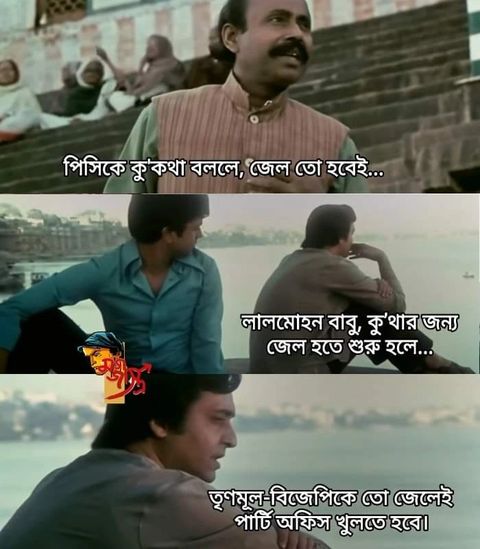 পিসিকে কু'কথা বললে, জেল তো হবেই...
লালমোহন বাবু, কু'থার জন্য
জেল হতে শুরু হলে...
তৃণমূল-বিজেপিকে তো জেলেই
পার্টি অফিস খুলতে হবে।